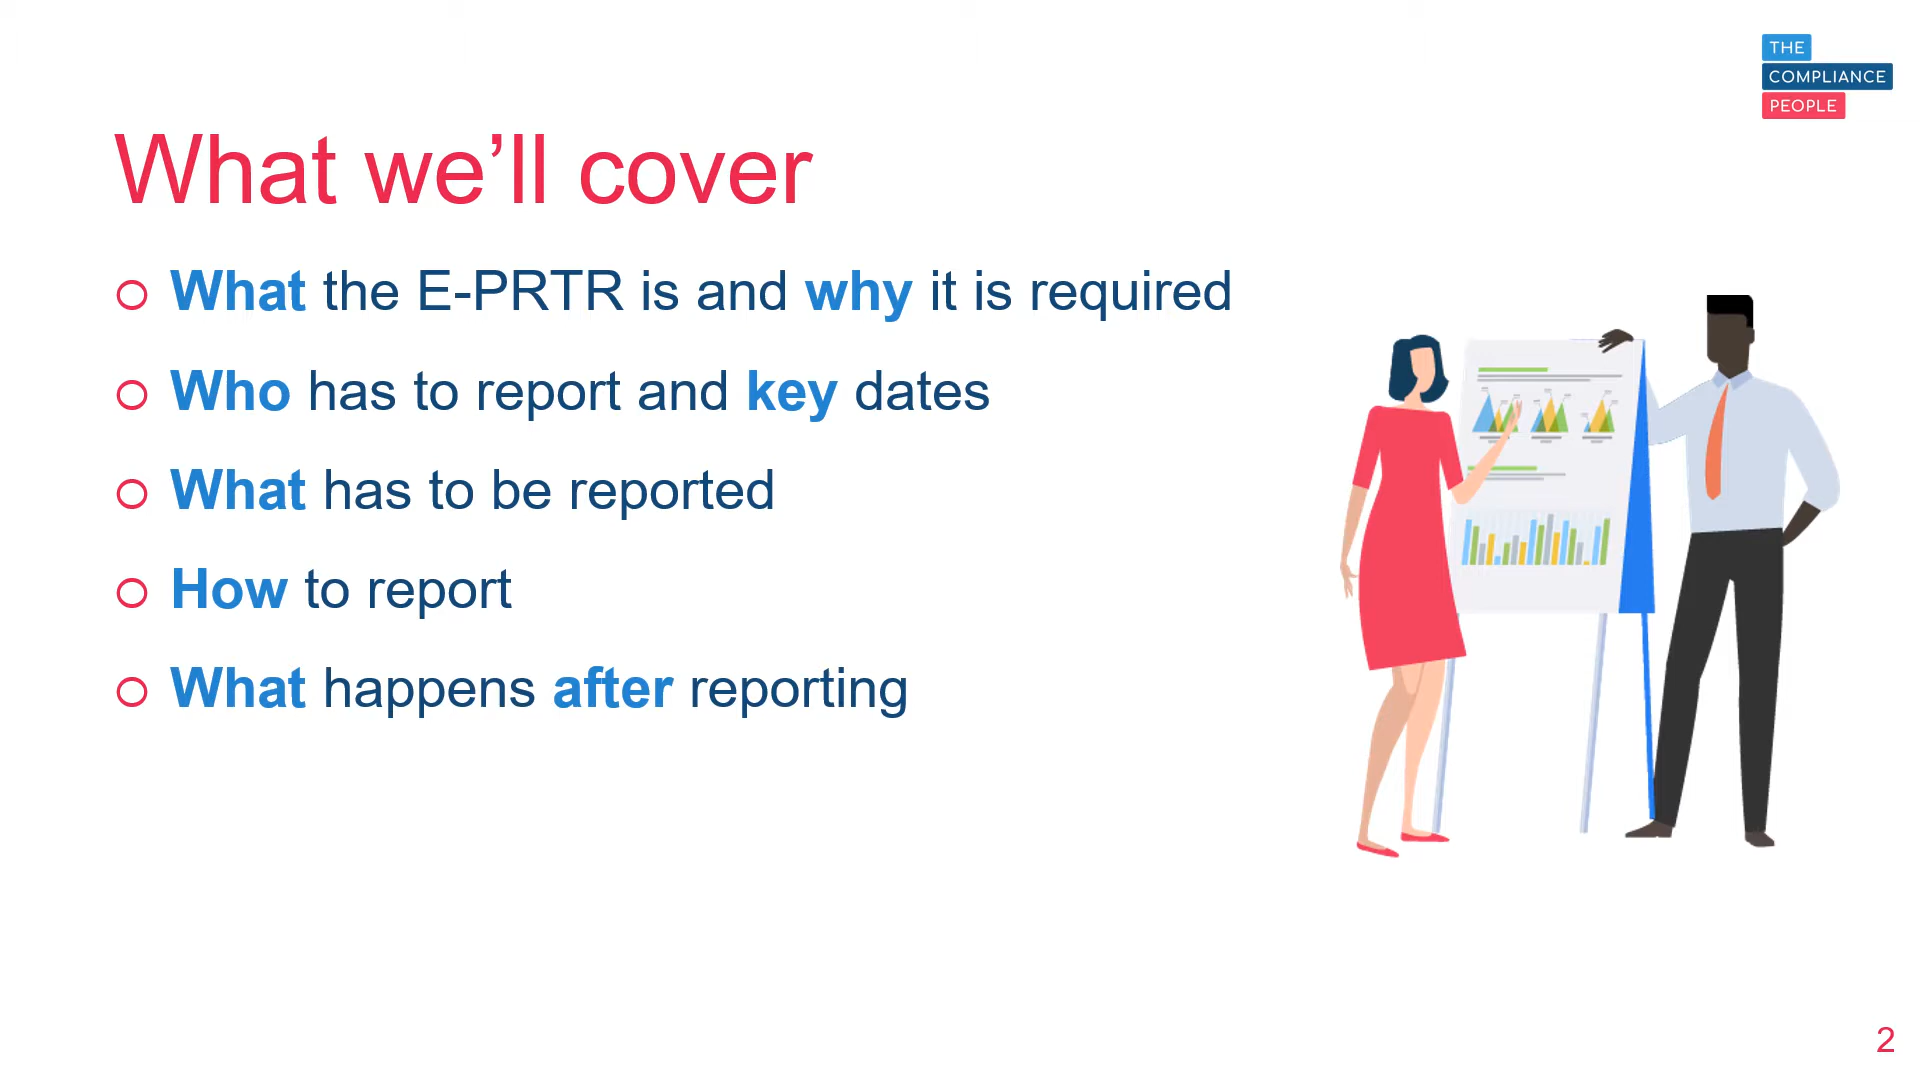 THE
COMPLIANCE
PEOPLE
What we’ll cover
What the E-PRTR is and why it is required
Who has to report and key dates
What has to be reported
How to report
What happens after reporting
2